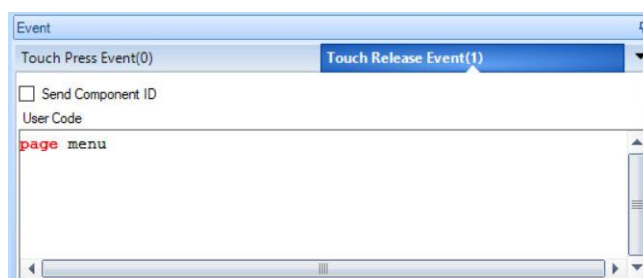 Event
Touch Press Event(0) Touch Release Event(1)
Send Component ID
User Code
page menu